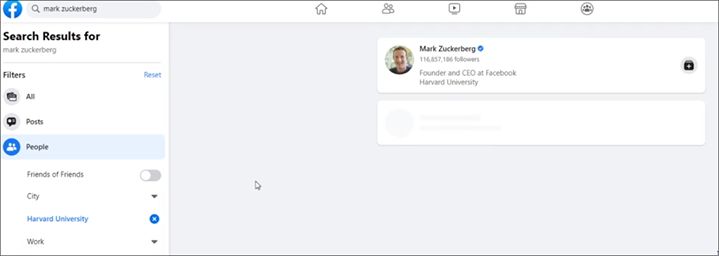 mark zuckerberg
Search Results for
mark zuckerberg
Filters
Reset
All
Posts
People
Friends of Friends
City
Harvard University
Work
Mark Zuckerberg
116,857,186 followers
Founder and CEO at Facebook
Harvard University